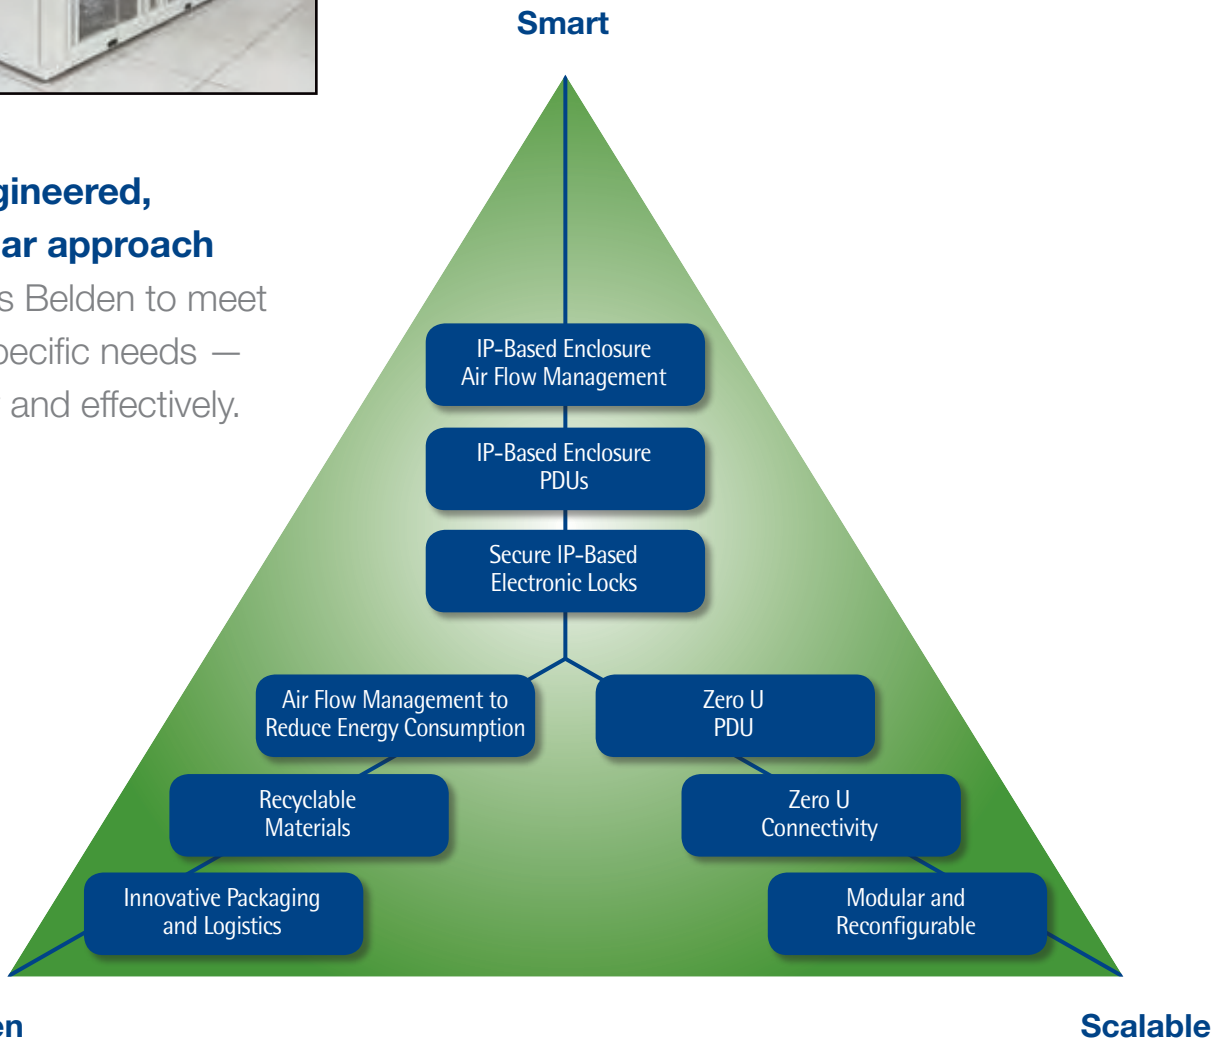 Smart
gineered,
ar approach
s Belden to meet
pecific needs —
and effectively.
IP-Based Enclosure
Air Flow Management
IP-Based Enclosure
PDUs
Secure IP-Based
Electronic Locks
Air Flow Management to
Reduce Energy Consumption
Zero U
PDU
Recyclable
Materials
Zero U
Connectivity
Innovative Packaging
and Logistics
Modular and
Reconfigurable
en
Scalable